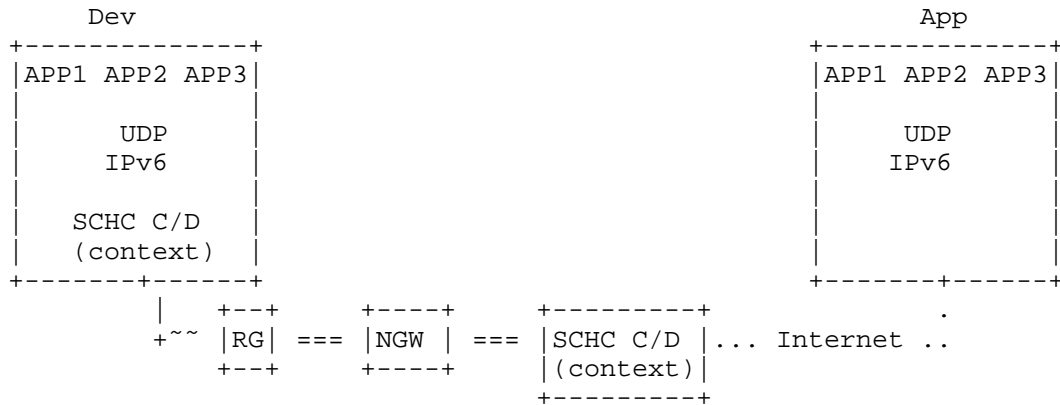 Dev App
APP1 APP2 APP3 APP1 APP2 APP3
UDP UDP
IPv6 IPv6
SCHC C/D
(context)
~~ RG === NGW === SCHC C/D ... Internet ..
(context)